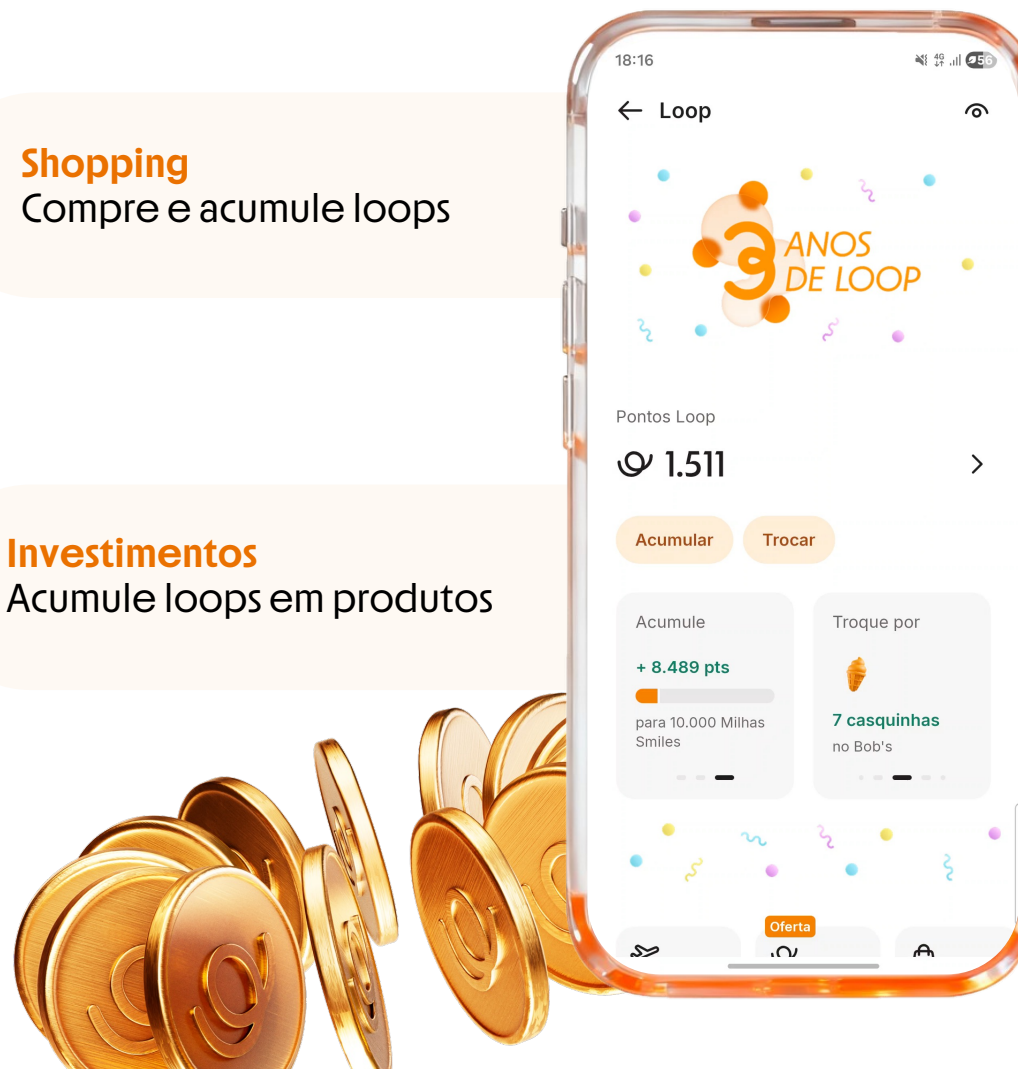 Shopping
Compre e acumule loops
Investimentos
Acumule loops em produtos
18:16
4G
56
Loop
3 ANOS
DE LOOP
Pontos Loop
1.511
Acumular
Trocar
Acumule
+ 8.489 pts
para 10.000 Milhas
Smiles
Troque por
7 casquinhas
no Bob's
Oferta